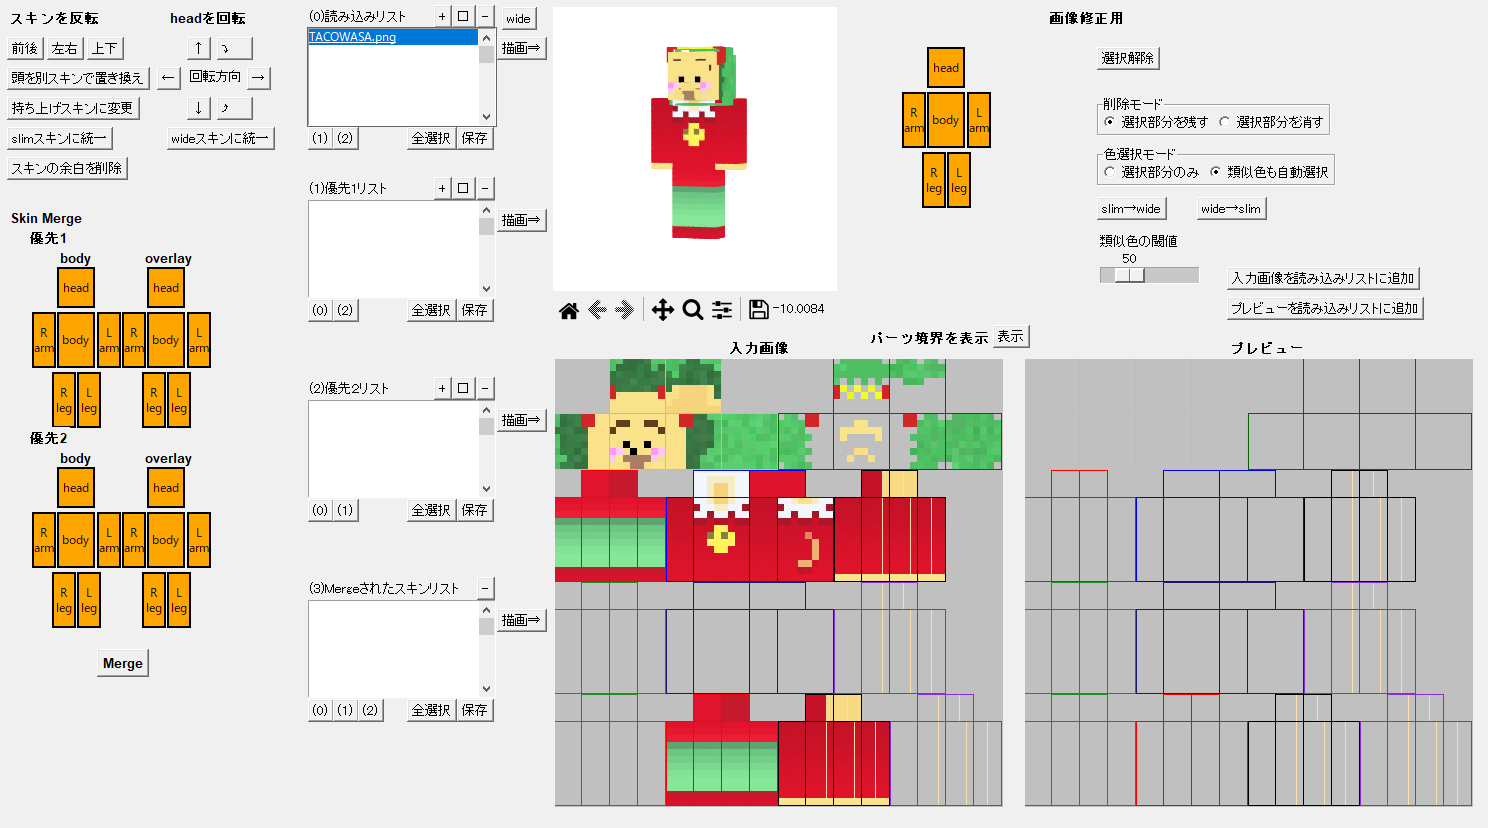 スキンを反転
前後 左右 上下
頭を別スキンで置き換え
持ち上げスキンに変更
slimスキンに統一
スキンの余白を削除
headを回転
↑ ⤵
← 回転方向 →
↓ ⤴
wideスキンに統一
Skin Merge
優先1
body overlay
head head
R arm body L arm R arm body L arm
R leg L leg R leg L leg
優先2
body overlay
head head
R arm body L arm R arm body L arm
R leg L leg R leg L leg
Merge
(0)読み込みリスト + □ −
wide
TACOWASA.png
描画⇒
(1) (2) 全選択 保存
(1)優先1リスト + □ −
描画⇒
(0) (2) 全選択 保存
(2)優先2リスト + □ −
描画⇒
(0) (1) 全選択 保存
(3)Mergeされたスキンリスト −
描画⇒
(0) (1) (2) 全選択 保存
−10.0084
画像修正用
head
R arm body L arm
R leg L leg
選択解除
削除モード
選択部分を残す 選択部分を消す
色選択モード
選択部分のみ 類似色も自動選択
slim→wide wide→slim
類似色の閾値
50
入力画像を読み込みリストに追加
プレビューを読み込みリストに追加
パーツ境界を表示 表示
入力画像
プレビュー